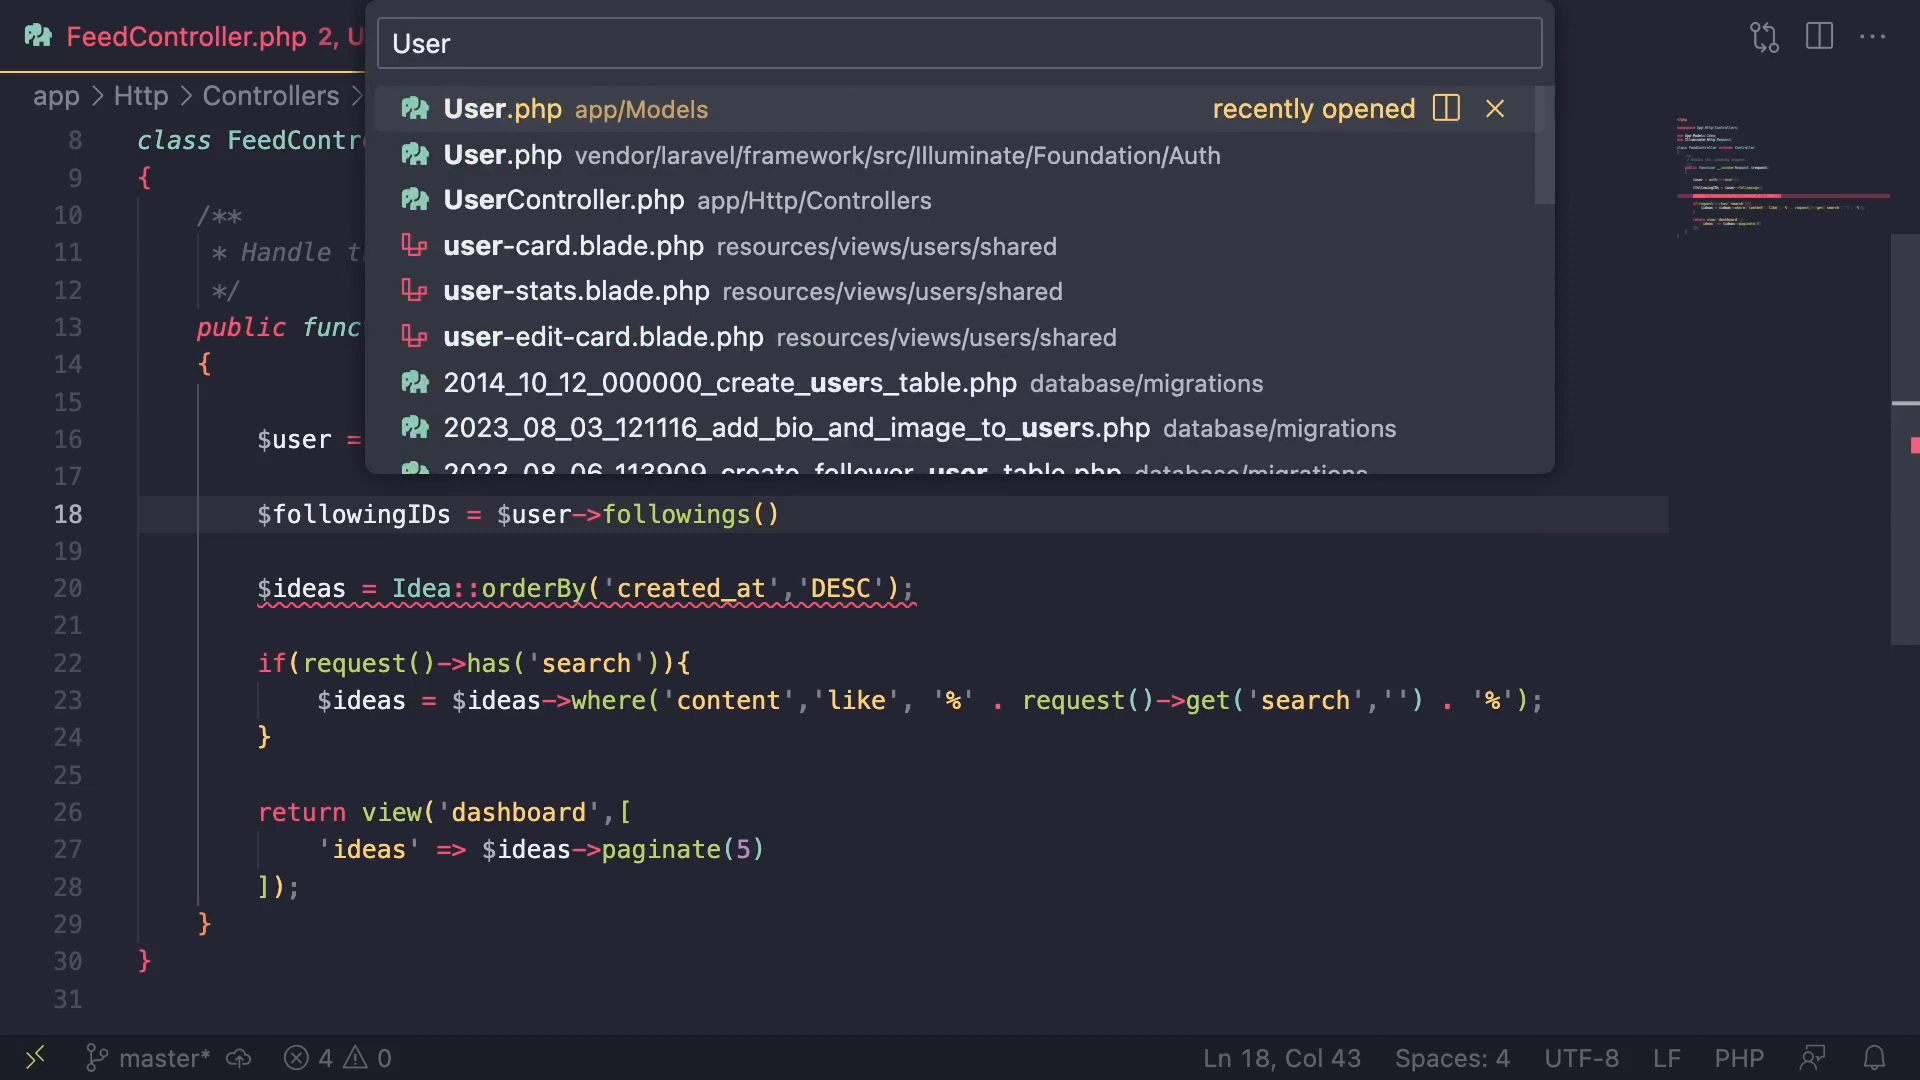 FeedController.php 2, U
User
app > Http > Controllers >
User.php app/Models recently opened
User.php vendor/laravel/framework/src/Illuminate/Foundation/Auth
UserController.php app/Http/Controllers
user-card.blade.php resources/views/users/shared
user-stats.blade.php resources/views/users/shared
user-edit-card.blade.php resources/views/users/shared
2014_10_12_000000_create_users_table.php database/migrations
2023_08_03_121116_add_bio_and_image_to_users.php database/migrations
2023_08_06_113909_create_follower_user_table.php database/migrations
8 class FeedContr
9 {
10 /**
11 * Handle t
12 */
13 public func
14 {
15
16 $user =
17
18 $followingIDs = $user->followings()
19
20 $ideas = Idea::orderBy('created_at','DESC');
21
22 if(request()->has('search')){
23 $ideas = $ideas->where('content','like', '%' . request()->get('search','') . '%');
24 }
25
26 return view('dashboard',[
27 'ideas' => $ideas->paginate(5)
28 ]);
29 }
30 }
31
master* 4 0 Ln 18, Col 43 Spaces: 4 UTF-8 LF PHP